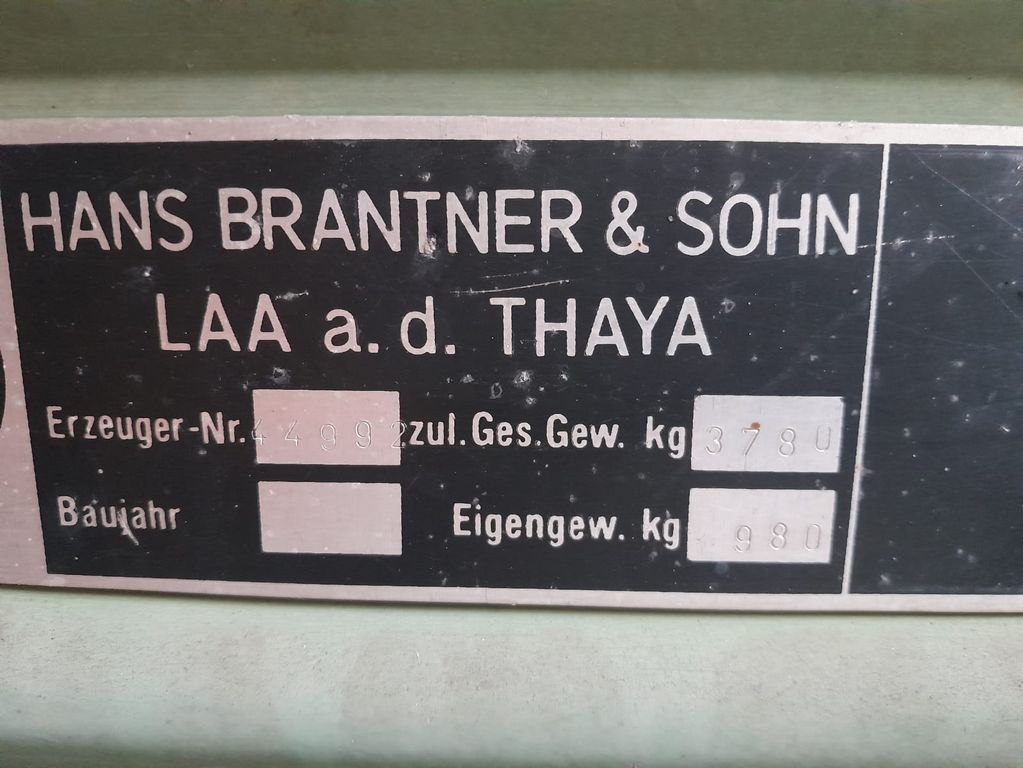 HANS BRANTNER & SOHN
LAA a. d. THAYA
Erzeuger-Nr. 44992 zul. Ges. Gew. kg 3780
Baujahr Eigengew. kg 980